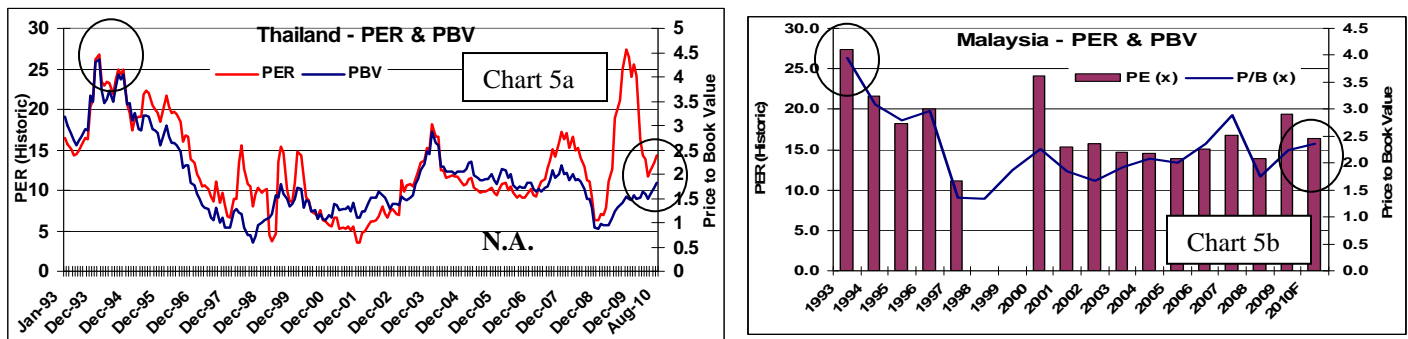 Thailand - PER & PBV
PER
PBV
Chart 5a
N.A.
PER (Historic)
30
25
20
15
10
5
0
Price to Book Value
5
4.5
4
3.5
3
2.5
2
1.5
1
0.5
0
Jan-93
Dec-93
Dec-94
Dec-95
Dec-96
Dec-97
Dec-98
Dec-99
Dec-00
Dec-01
Dec-02
Dec-03
Dec-04
Dec-05
Dec-06
Dec-07
Dec-08
Dec-09
Aug-10
Malaysia - PER & PBV
PE (x)
P/B (x)
Chart 5b
PER (Historic)
30.0
25.0
20.0
15.0
10.0
5.0
0.0
Price to Book Value
4.5
4.0
3.5
3.0
2.5
2.0
1.5
1.0
0.5
0.0
1993
1994
1995
1996
1997
1998
1999
2000
2001
2002
2003
2004
2005
2006
2007
2008
2009
2010F